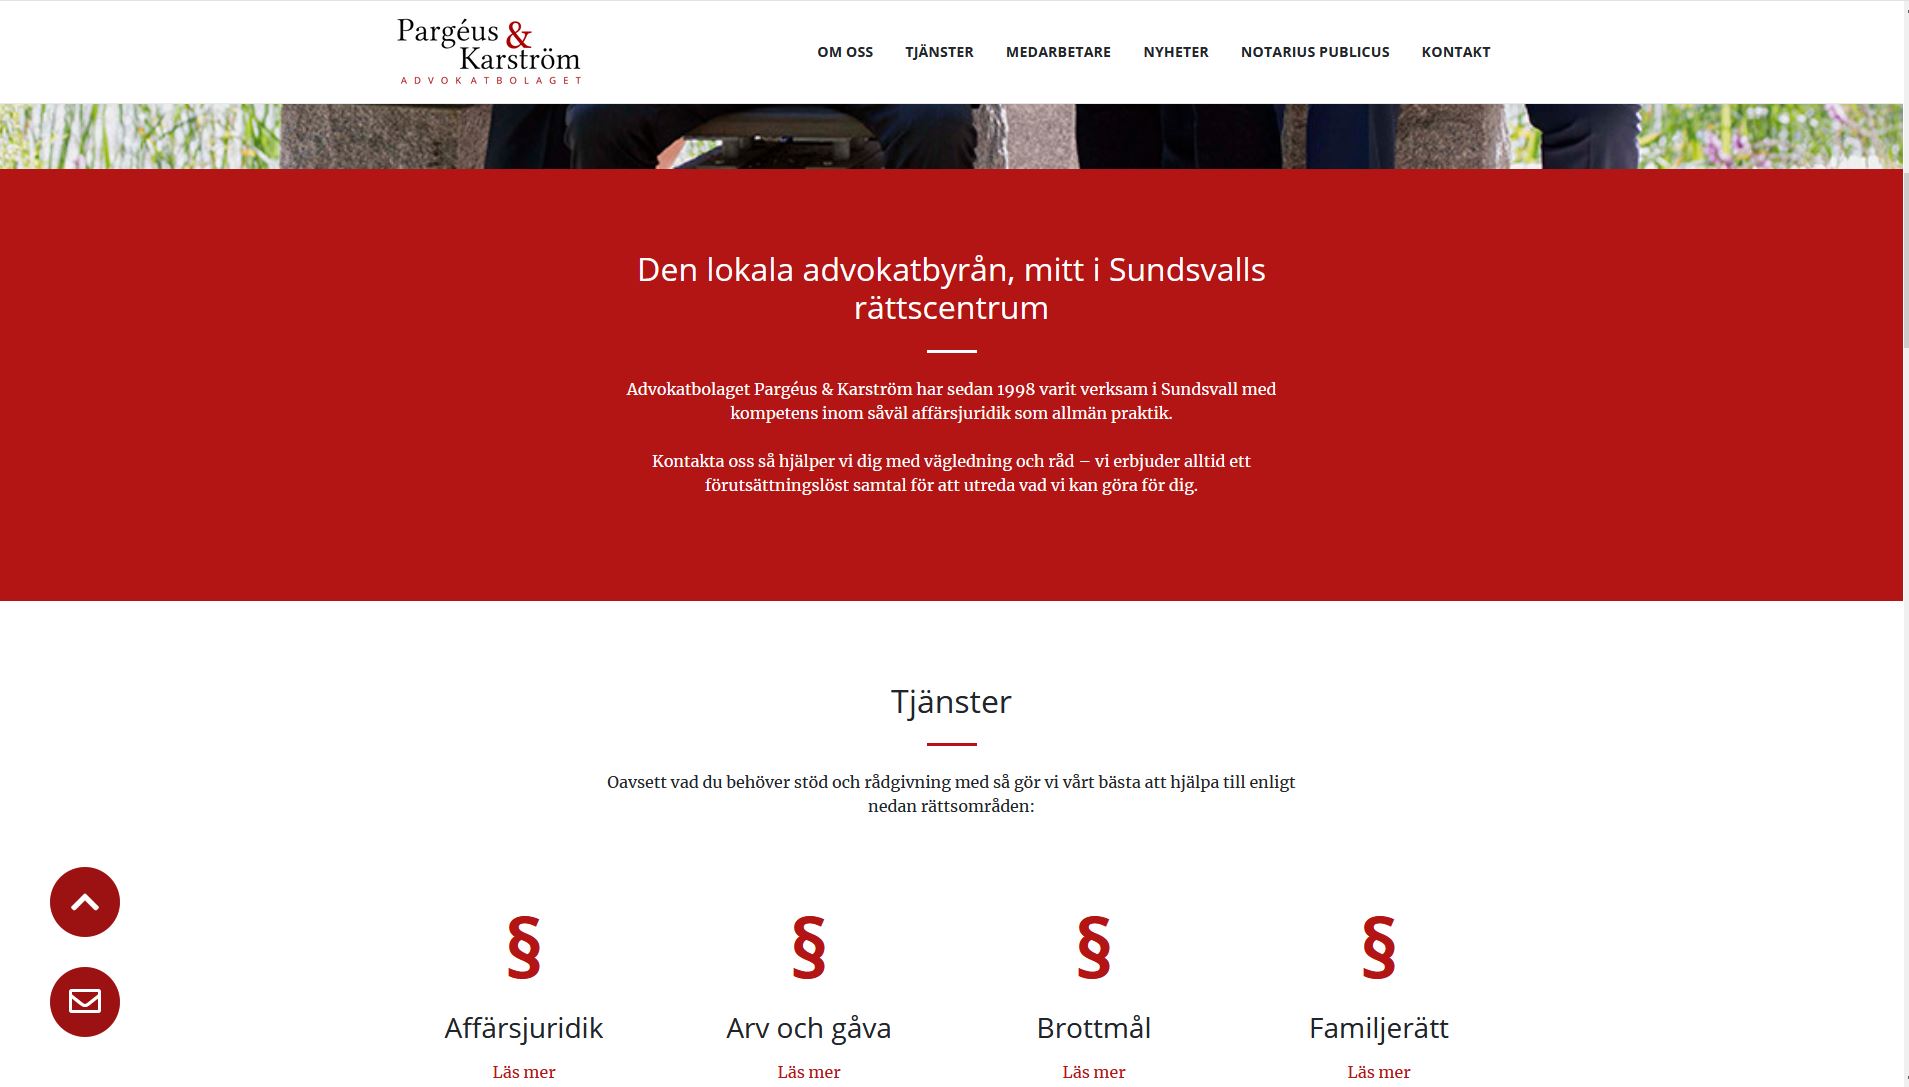 Pargéus &
Karström
ADVOKATBOLAGET
OM OSS TJÄNSTER MEDARBETARE NYHETER NOTARIUS PUBLICUS KONTAKT
Den lokala advokatbyrån, mitt i Sundsvalls
rättscentrum
Advokatbolaget Pargéus & Karström har sedan 1998 varit verksam i Sundsvall med
kompetens inom såväl affärsjuridik som allmän praktik.
Kontakta oss så hjälper vi dig med vägledning och råd – vi erbjuder alltid ett
förutsättningslöst samtal för att utreda vad vi kan göra för dig.
Tjänster
Oavsett vad du behöver stöd och rådgivning med så gör vi vårt bästa att hjälpa till enligt
nedan rättsområden:
§ § § §
Affärsjuridik Arv och gåva Brottmål Familjerätt
Läs mer Läs mer Läs mer Läs mer